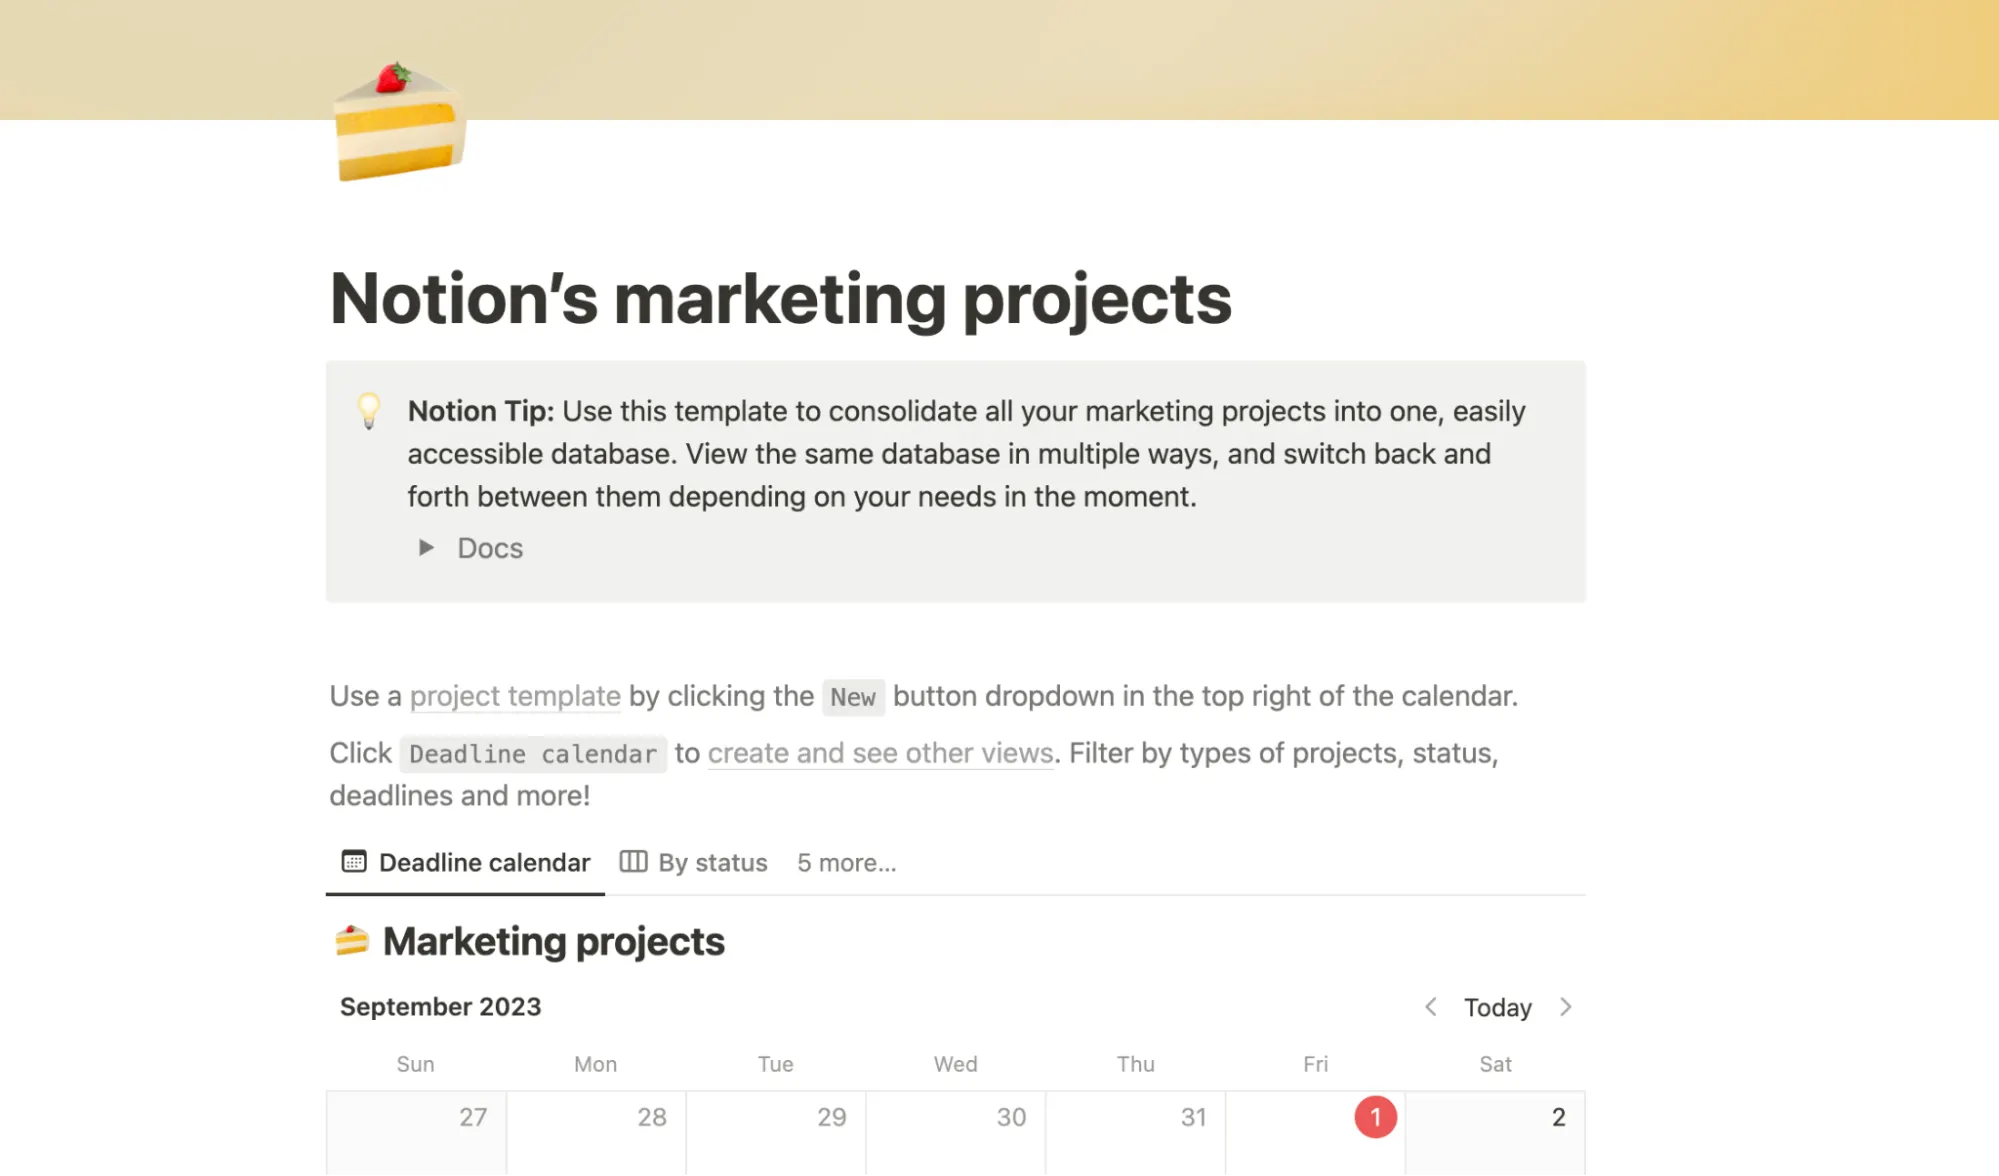 Notion’s marketing projects
Notion Tip: Use this template to consolidate all your marketing projects into one, easily
accessible database. View the same database in multiple ways, and switch back and
forth between them depending on your needs in the moment.
Docs
Use a project template by clicking the New button dropdown in the top right of the calendar.
Click Deadline calendar to create and see other views. Filter by types of projects, status,
deadlines and more!
Deadline calendar By status 5 more...
Marketing projects
September 2023 Today
Sun Mon Tue Wed Thu Fri Sat
27 28 29 30 31 1 2